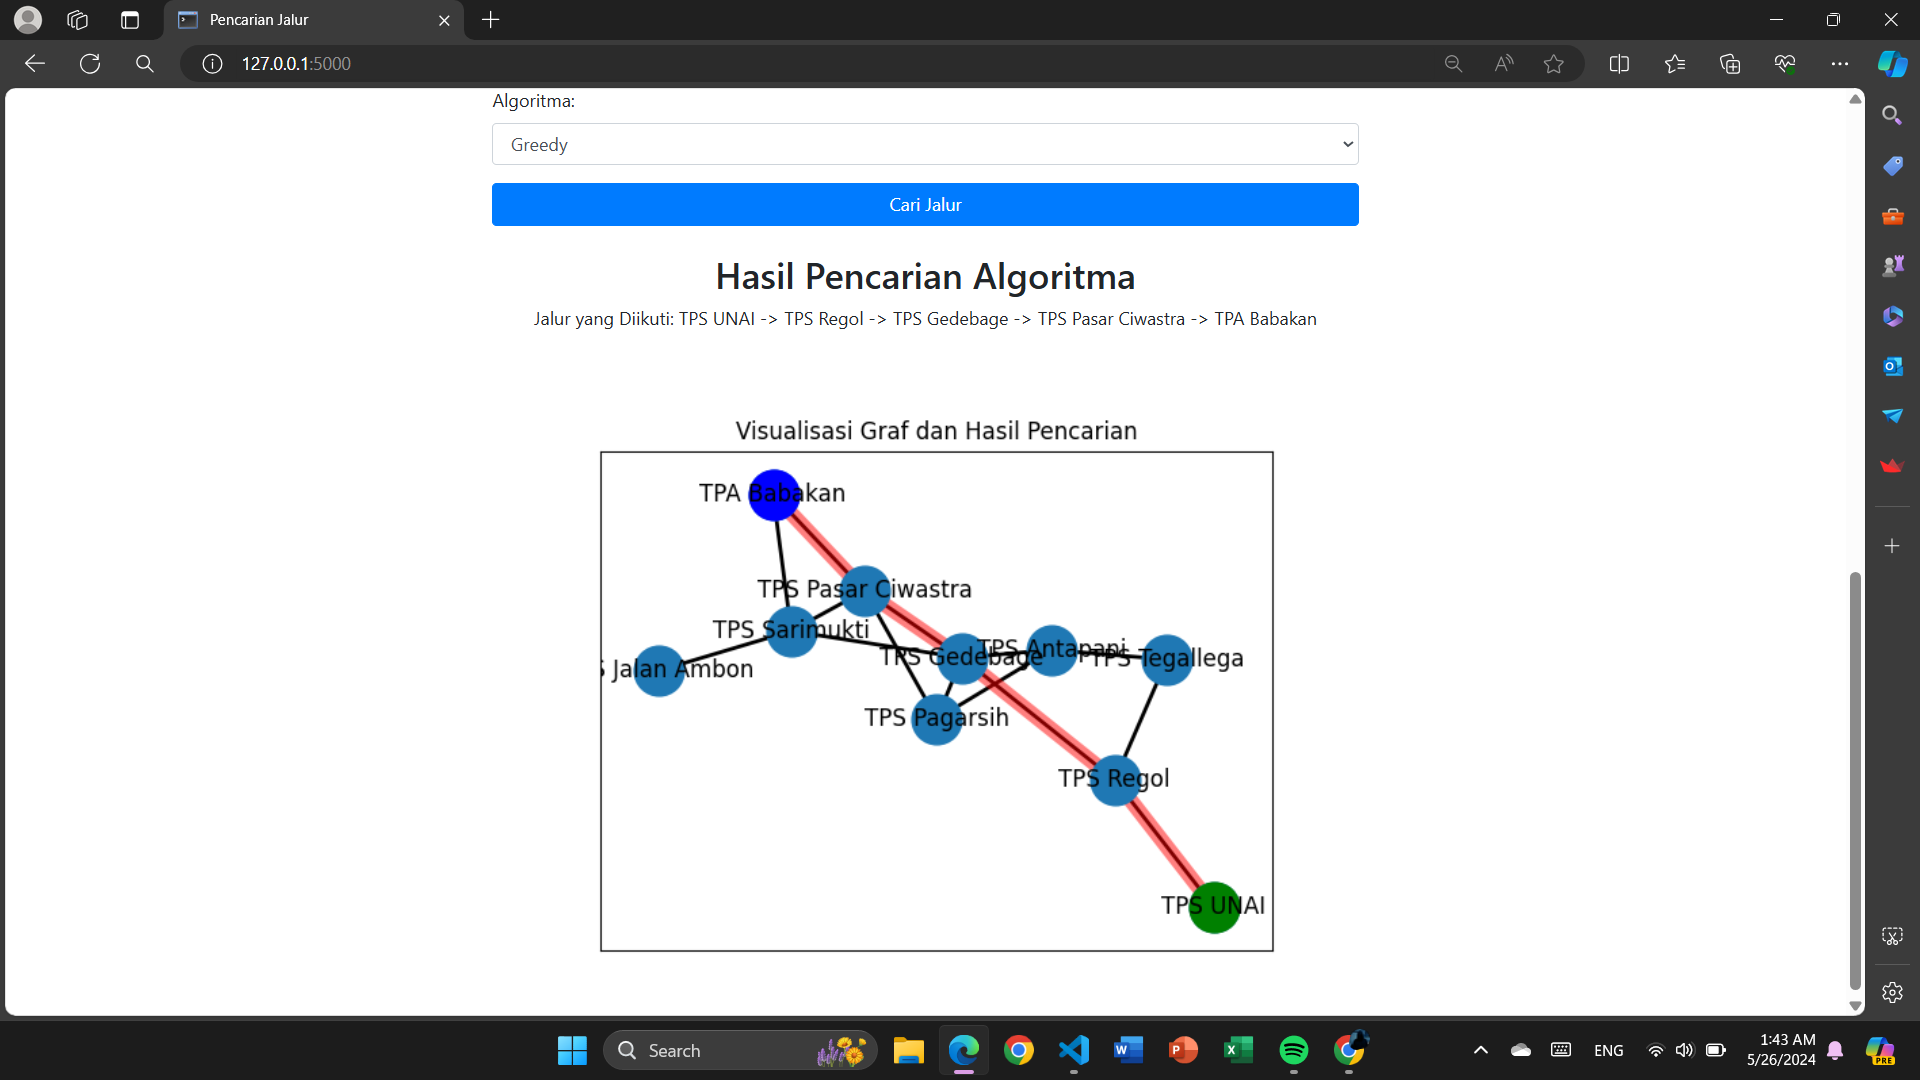 Pencarian Jalur
127.0.0.1:5000
Algoritma:
Greedy
Cari Jalur
Hasil Pencarian Algoritma
Jalur yang Diikuti: TPS UNAI -> TPS Regol -> TPS Gedebage -> TPS Pasar Ciwastra -> TPA Babakan
Visualisasi Graf dan Hasil Pencarian
TPA Babakan
TPS Pasar Ciwastra
TPS Sarimukti
TPS Antapani
TPS Gedebage
TPS Tegallega
S Jalan Ambon
TPS Pagarsih
TPS Regol
TPS UNAI
Search
ENG
1:43 AM
5/26/2024
PRE